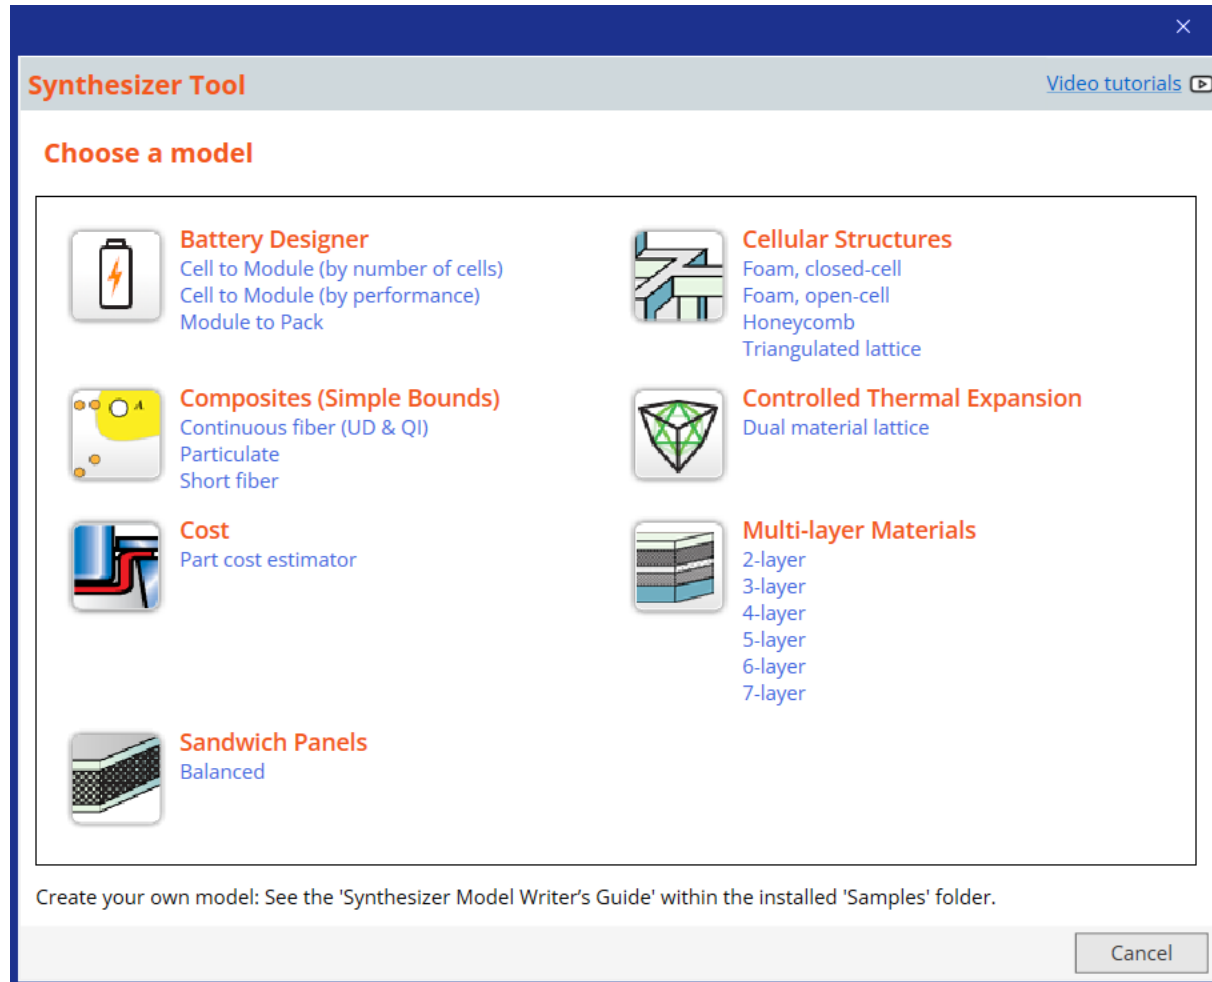 Synthesizer Tool
Video tutorials
Choose a model
Battery Designer
Cell to Module (by number of cells)
Cell to Module (by performance)
Module to Pack
Cellular Structures
Foam, closed-cell
Foam, open-cell
Honeycomb
Triangulated lattice
Composites (Simple Bounds)
Continuous fiber (UD & QI)
Particulate
Short fiber
A
Controlled Thermal Expansion
Dual material lattice
Cost
Part cost estimator
Multi-layer Materials
2-layer
3-layer
4-layer
5-layer
6-layer
7-layer
Sandwich Panels
Balanced
Create your own model: See the 'Synthesizer Model Writer’s Guide' within the installed 'Samples' folder.
Cancel